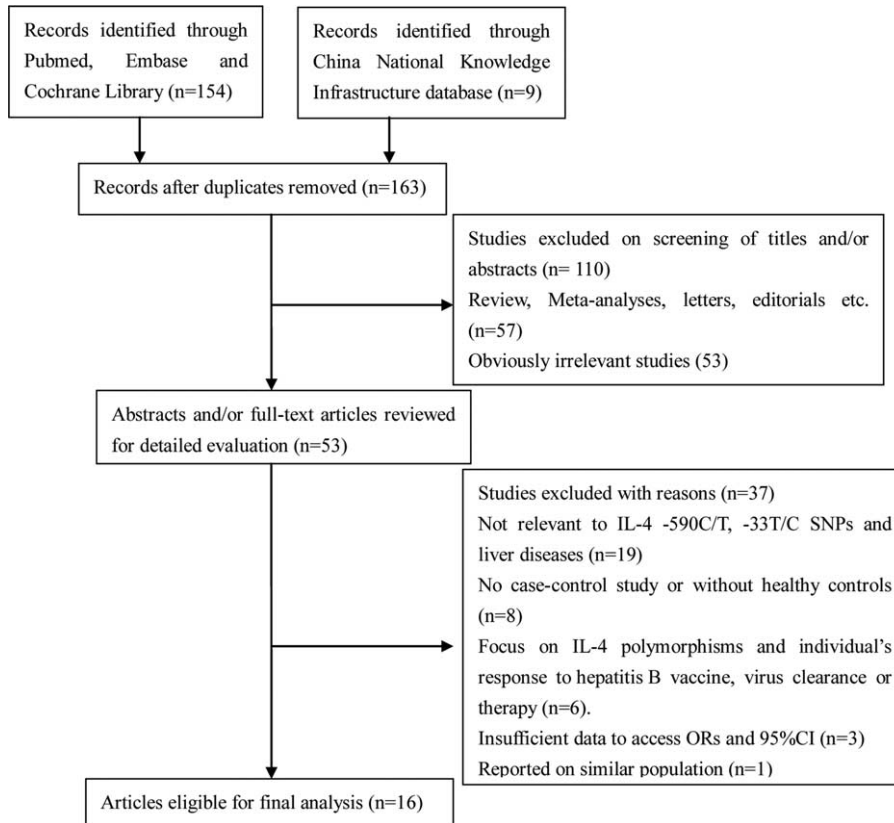 Records identified through
Pubmed, Embase and
Cochrane Library (n=154)
Records identified through
China National Knowledge
Infrastructure database (n=9)
Records after duplicates removed (n=163)
Studies excluded on screening of titles and/or
abstracts (n= 110)
Review, Meta-analyses, letters, editorials etc.
(n=57)
Obviously irrelevant studies (53)
Abstracts and/or full-text articles reviewed
for detailed evaluation (n=53)
Studies excluded with reasons (n=37)
Not relevant to IL-4 -590C/T, -33T/C SNPs and
liver diseases (n=19)
No case-control study or without healthy controls
(n=8)
Focus on IL-4 polymorphisms and individual's
response to hepatitis B vaccine, virus clearance or
therapy (n=6).
Insufficient data to access ORs and 95%CI (n=3)
Reported on similar population (n=1)
Articles eligible for final analysis (n=16)